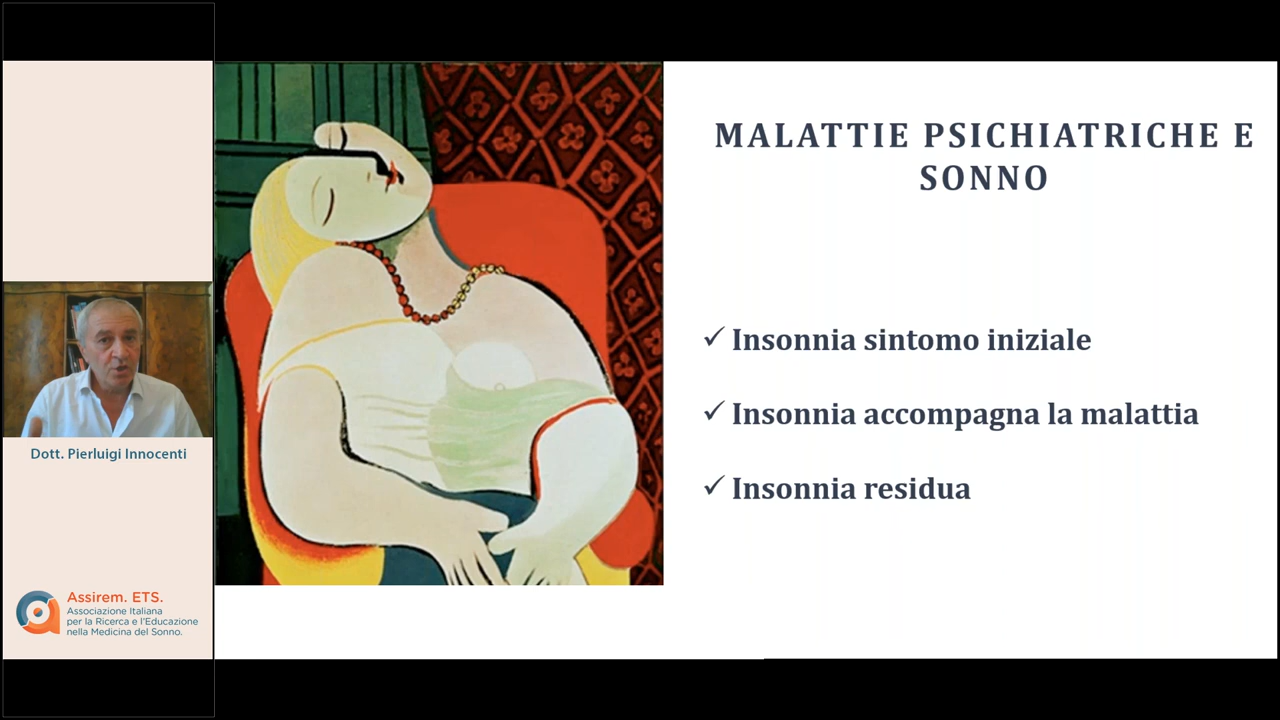 MALATTIE PSICHIATRICHE E
SONNO
✓ Insonnia sintomo iniziale
✓ Insonnia accompagna la malattia
✓ Insonnia residua
Dott. Pierluigi Innocenti
Assirem. ETS.
Associazione Italiana
per la Ricerca e l'Educazione
nella Medicina del Sonno.